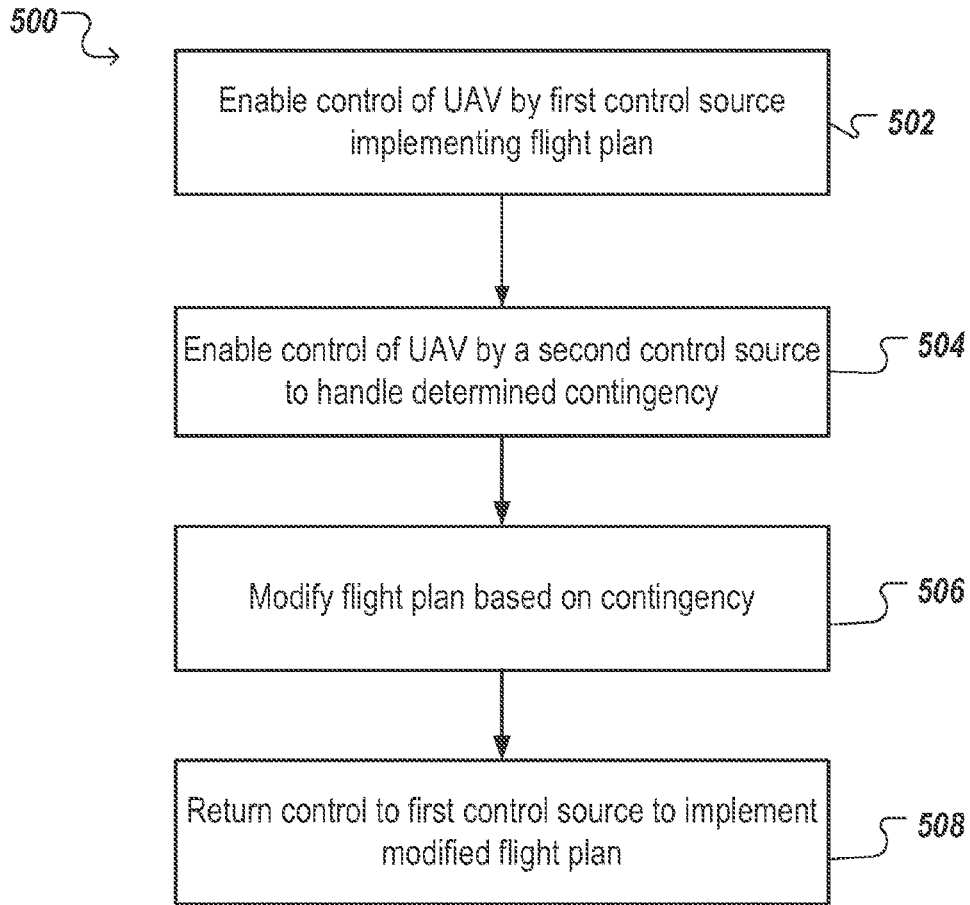 500
Enable control of UAV by first control source
implementing flight plan
502
Enable control of UAV by a second control source
to handle determined contingency
504
Modify flight plan based on contingency
506
Return control to first control source to implement
modified flight plan
508